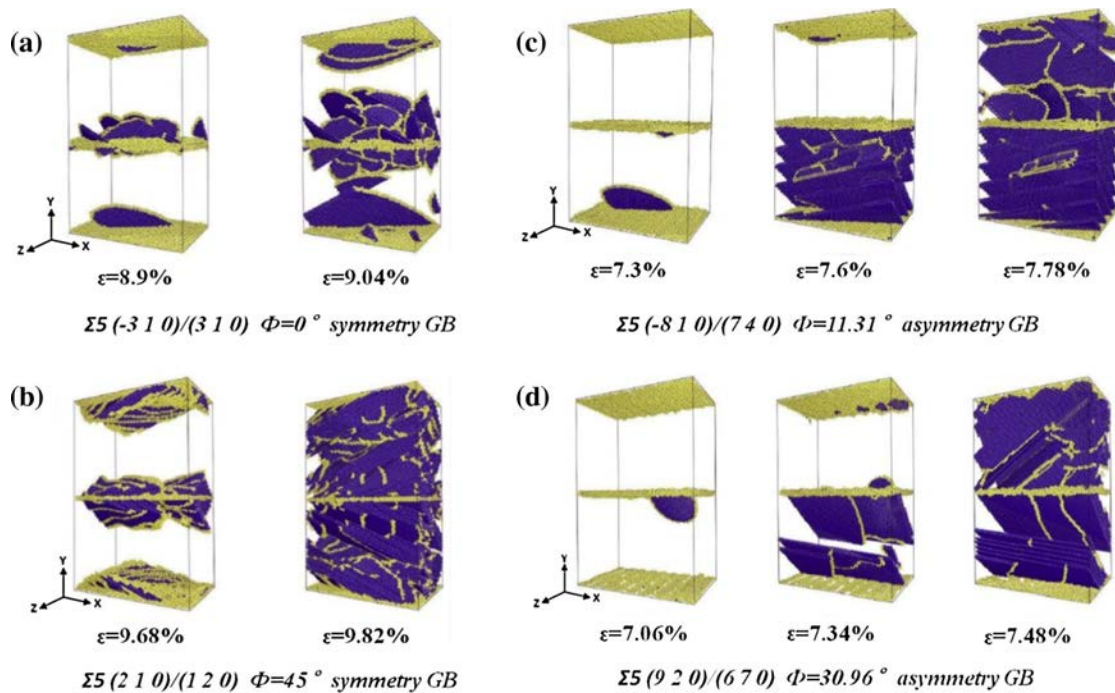 (a)
Y
Z
X
ε=8.9%
ε=9.04%
Σ5 (-3 1 0)/(3 1 0) Φ=0 ° symmetry GB
(c)
Y
Z
X
ε=7.3%
ε=7.6%
ε=7.78%
Σ5 (-8 1 0)/(7 4 0) Φ=11.31 ° asymmetry GB
(b)
Y
Z
X
ε=9.68%
ε=9.82%
Σ5 (2 1 0)/(1 2 0) Φ=45 ° symmetry GB
(d)
Y
Z
X
ε=7.06%
ε=7.34%
ε=7.48%
Σ5 (9 2 0)/(6 7 0) Φ=30.96 ° asymmetry GB